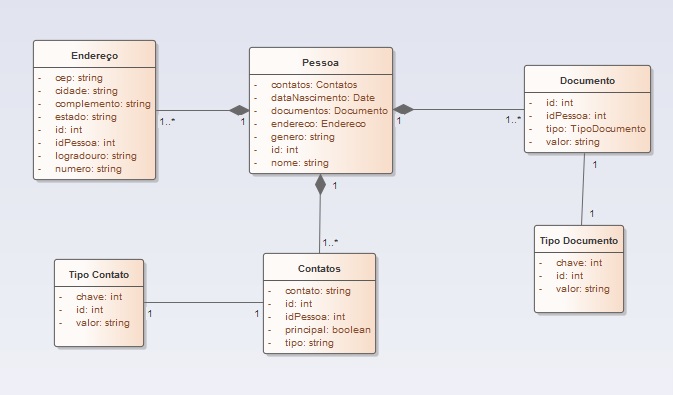 Endereço
- cep: string
- cidade: string
- complemento: string
- estado: string
- id: int
- idPessoa: int
- logradouro: string
- numero: string
1..*
1
Pessoa
- contatos: Contatos
- dataNascimento: Date
- documentos: Documento
- endereco: Endereco
- genero: string
- id: int
- nome: string
1
1..*
Documento
- id: int
- idPessoa: int
- tipo: TipoDocumento
- valor: string
1
1
Tipo Documento
- chave: int
- id: int
- valor: string
1
1..*
Tipo Contato
- chave: int
- id: int
- valor: string
1
1
Contatos
- contato: string
- id: int
- idPessoa: int
- principal: boolean
- tipo: string